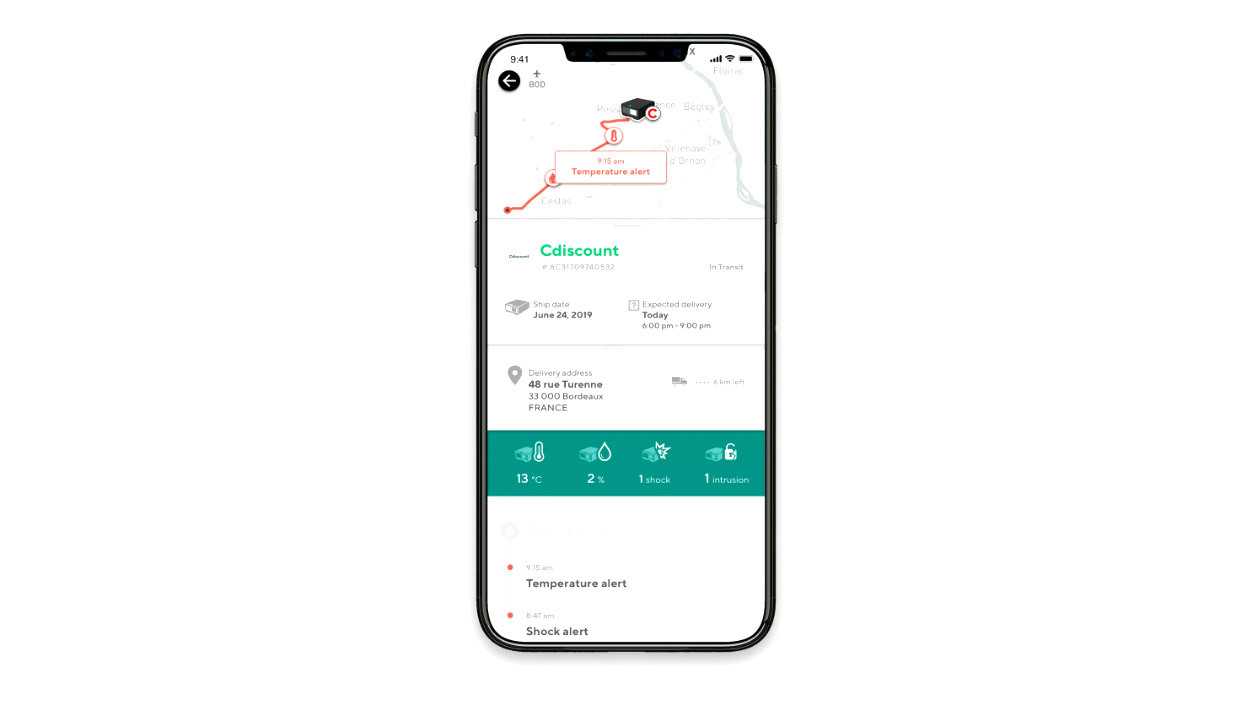 9:41
X
BOD
Floirac
Bègles
Villenave-
d'Ornon
9:15 am
Temperature alert
Cestas
C
Cdiscount
Cdiscount
# 6C31709740532
In Transit
Ship date
June 24, 2019
?
Expected delivery
Today
6:00 pm - 9:00 pm
Delivery address
48 rue Turenne
33 000 Bordeaux
FRANCE
6 km left
13 °C
2 %
1 shock
1 intrusion
9:15 am
Temperature alert
8:47 am
Shock alert